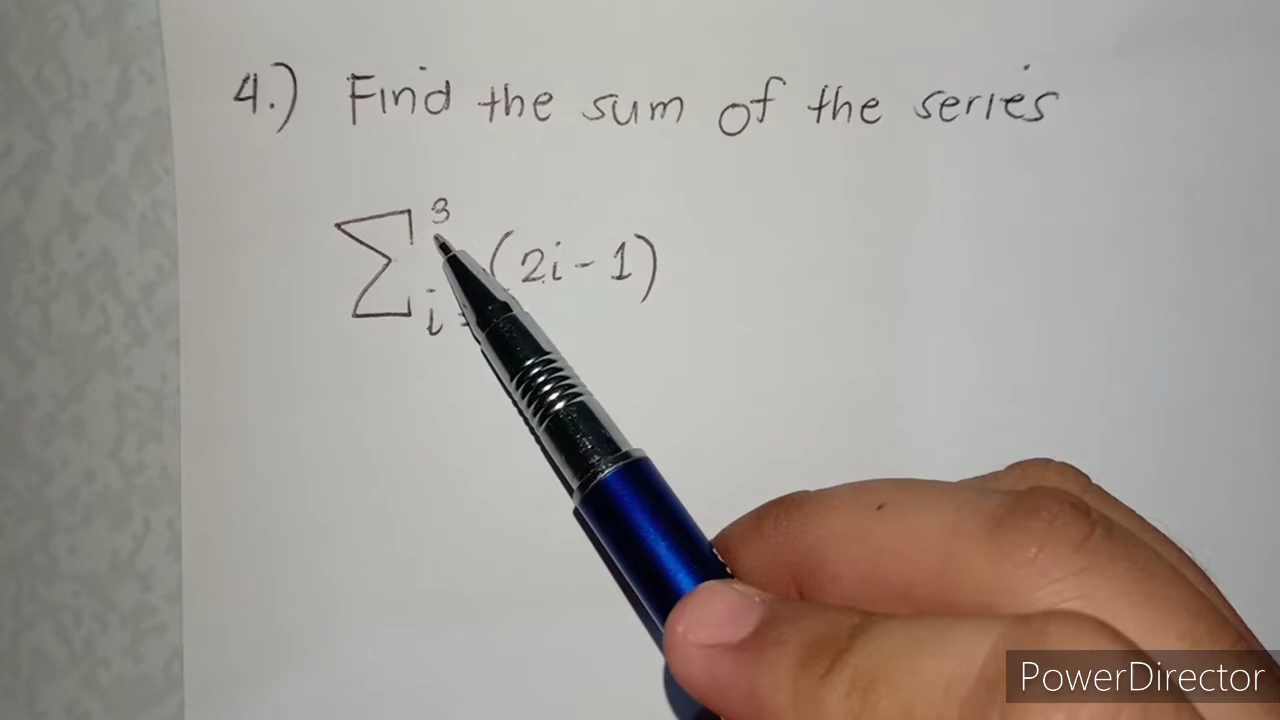 4.) Find the sum of the series
∑ 3 i = (2i - 1)
PowerDirector